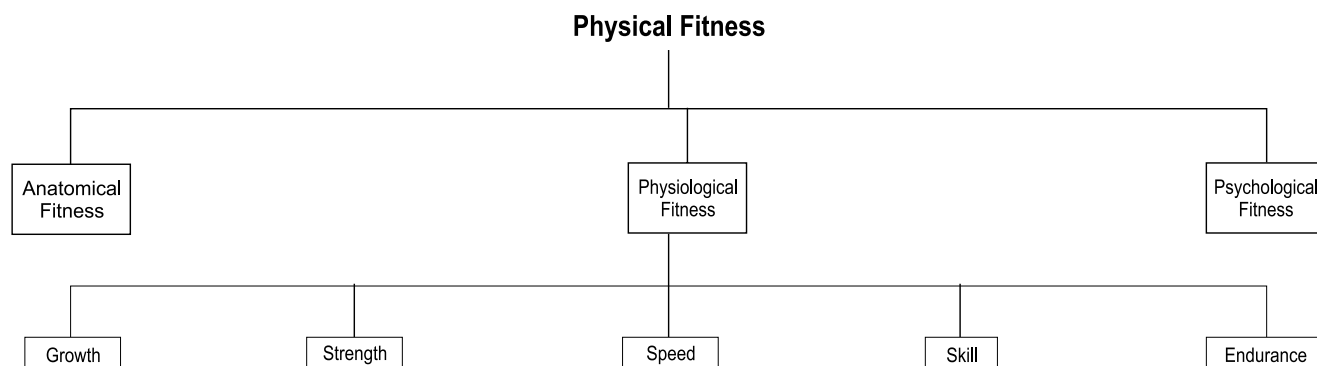 Physical Fitness
Anatomical
Fitness
Physiological
Fitness
Psychological
Fitness
Growth
Strength
Speed
Skill
Endurance